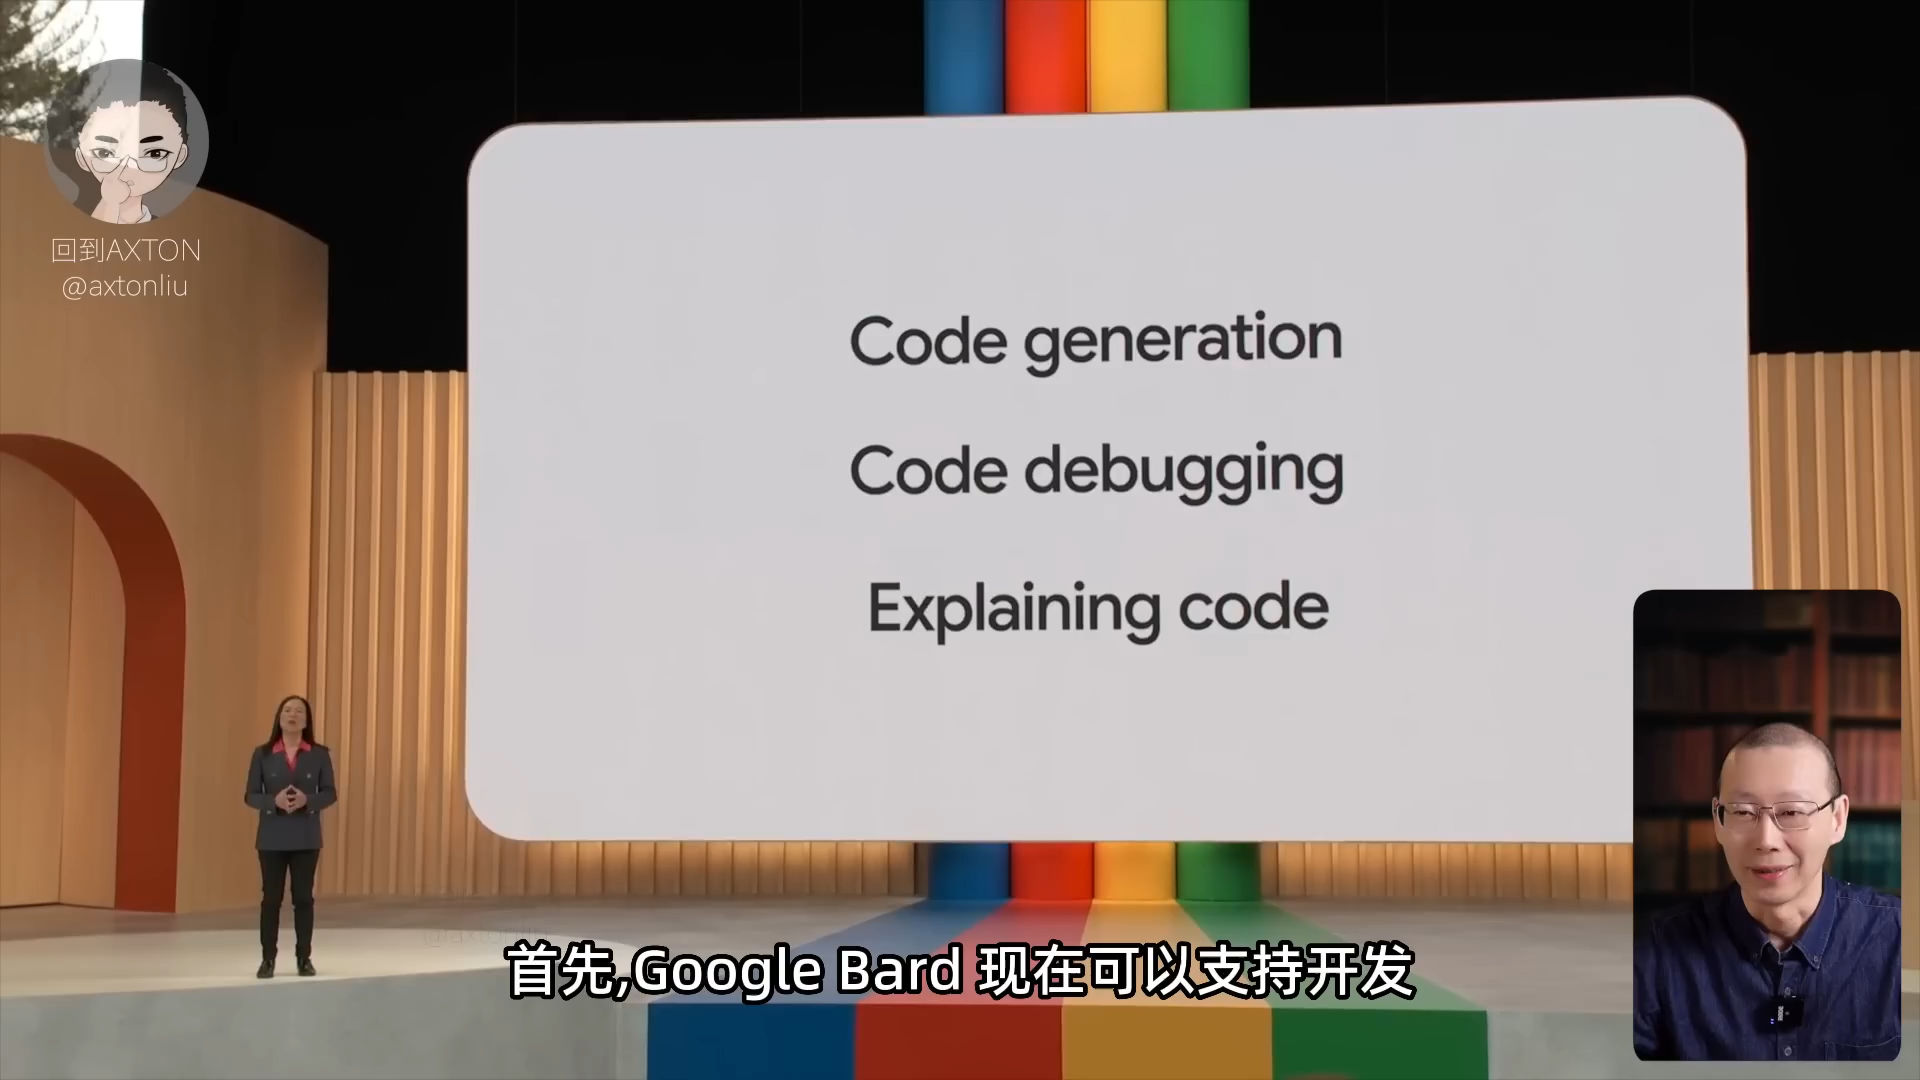 回到AXTON
@axtonliu
Code generation
Code debugging
Explaining code
@axtonliu
首先,Google Bard 现在可以支持开发